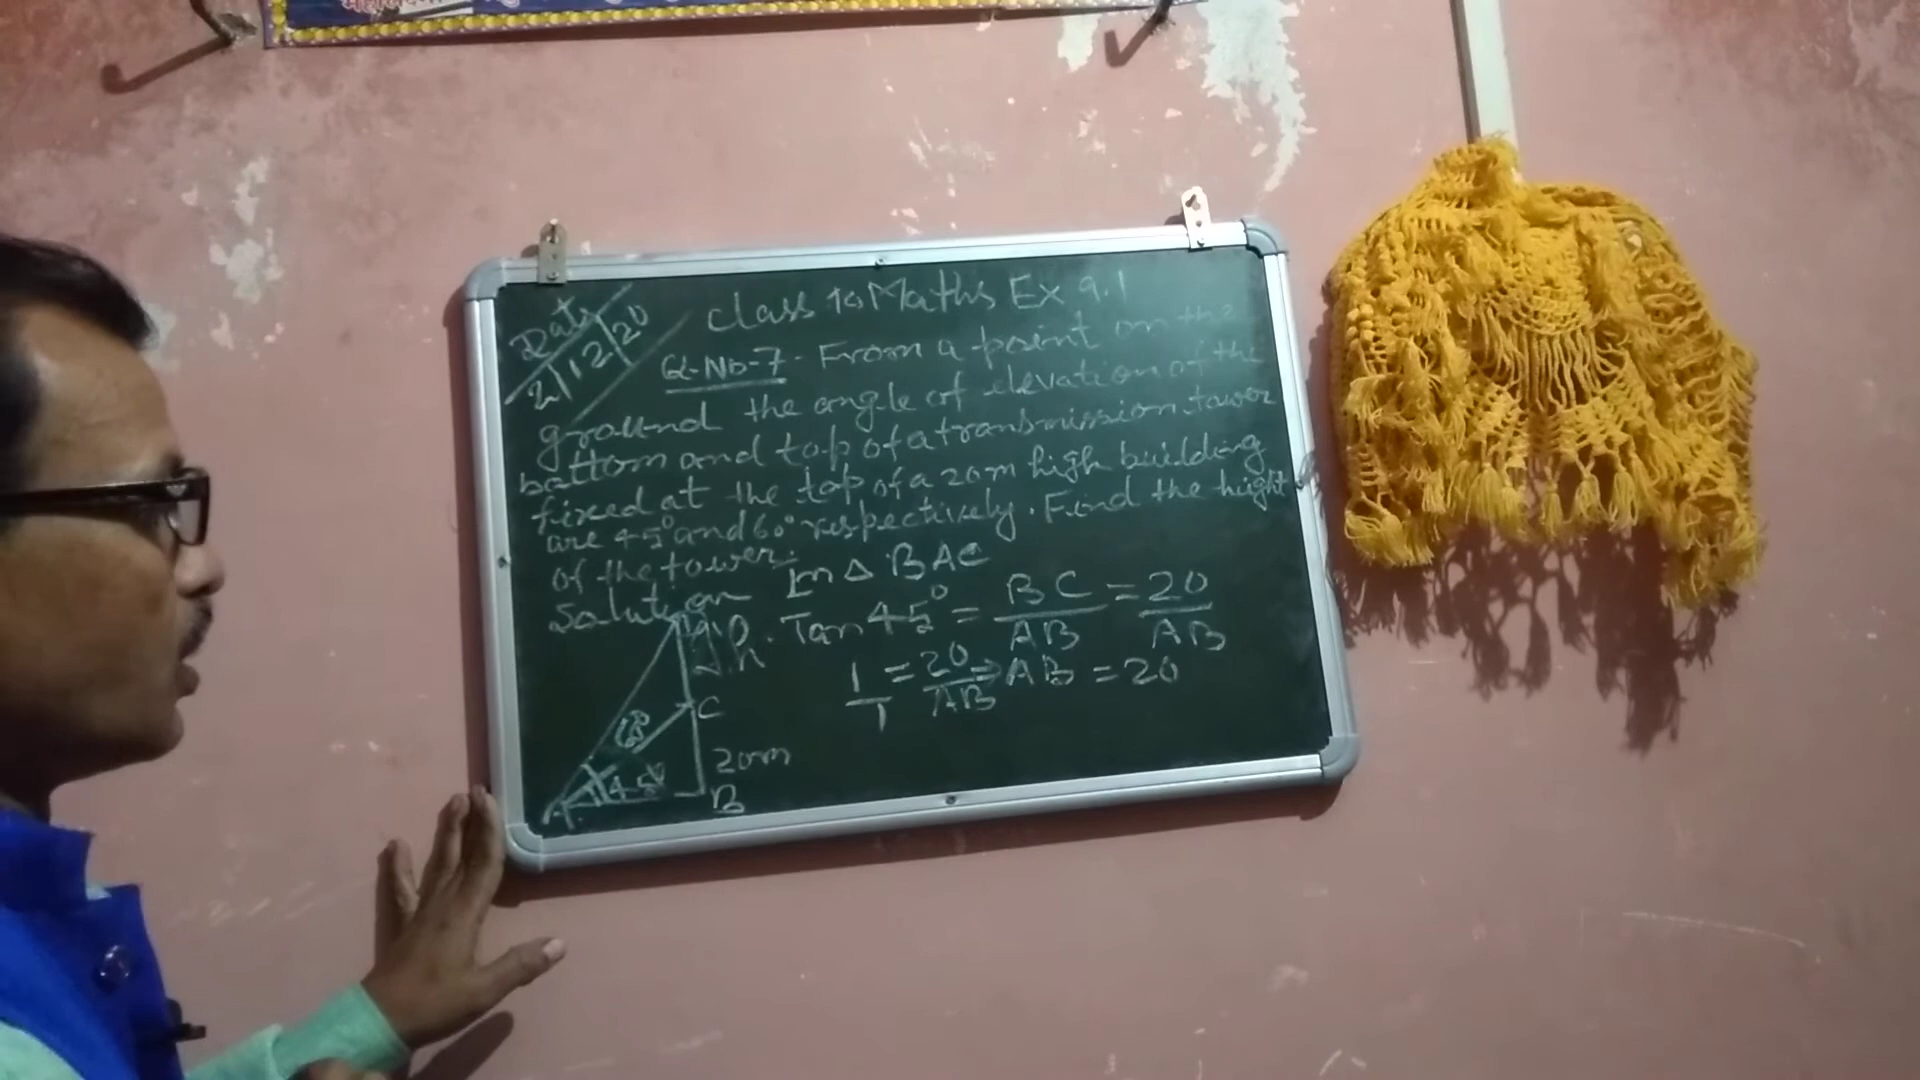 Date
2/12/20
Class 10 Maths Ex 9.1
Q-No-7. From a point on the
ground the angle of elevation of the
bottom and top of a transmission tower
fixed at the top of a 20m high building
are 45° and 60° respectively. Find the hight
of the tower.
Solution In Δ BAC
h. Tan 45° = BC/AB = 20/AB
1/1 = 20/AB ⇒ AB = 20
C
60
20m
45°
A
B